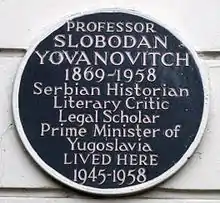 PROFESSOR
SLOBODAN
YOVANOVITCH
1869-1958
Serbian Historian
Literary Critic
Legal Scholar
Prime Minister of
Yugoslavia
LIVED HERE
1945-1958